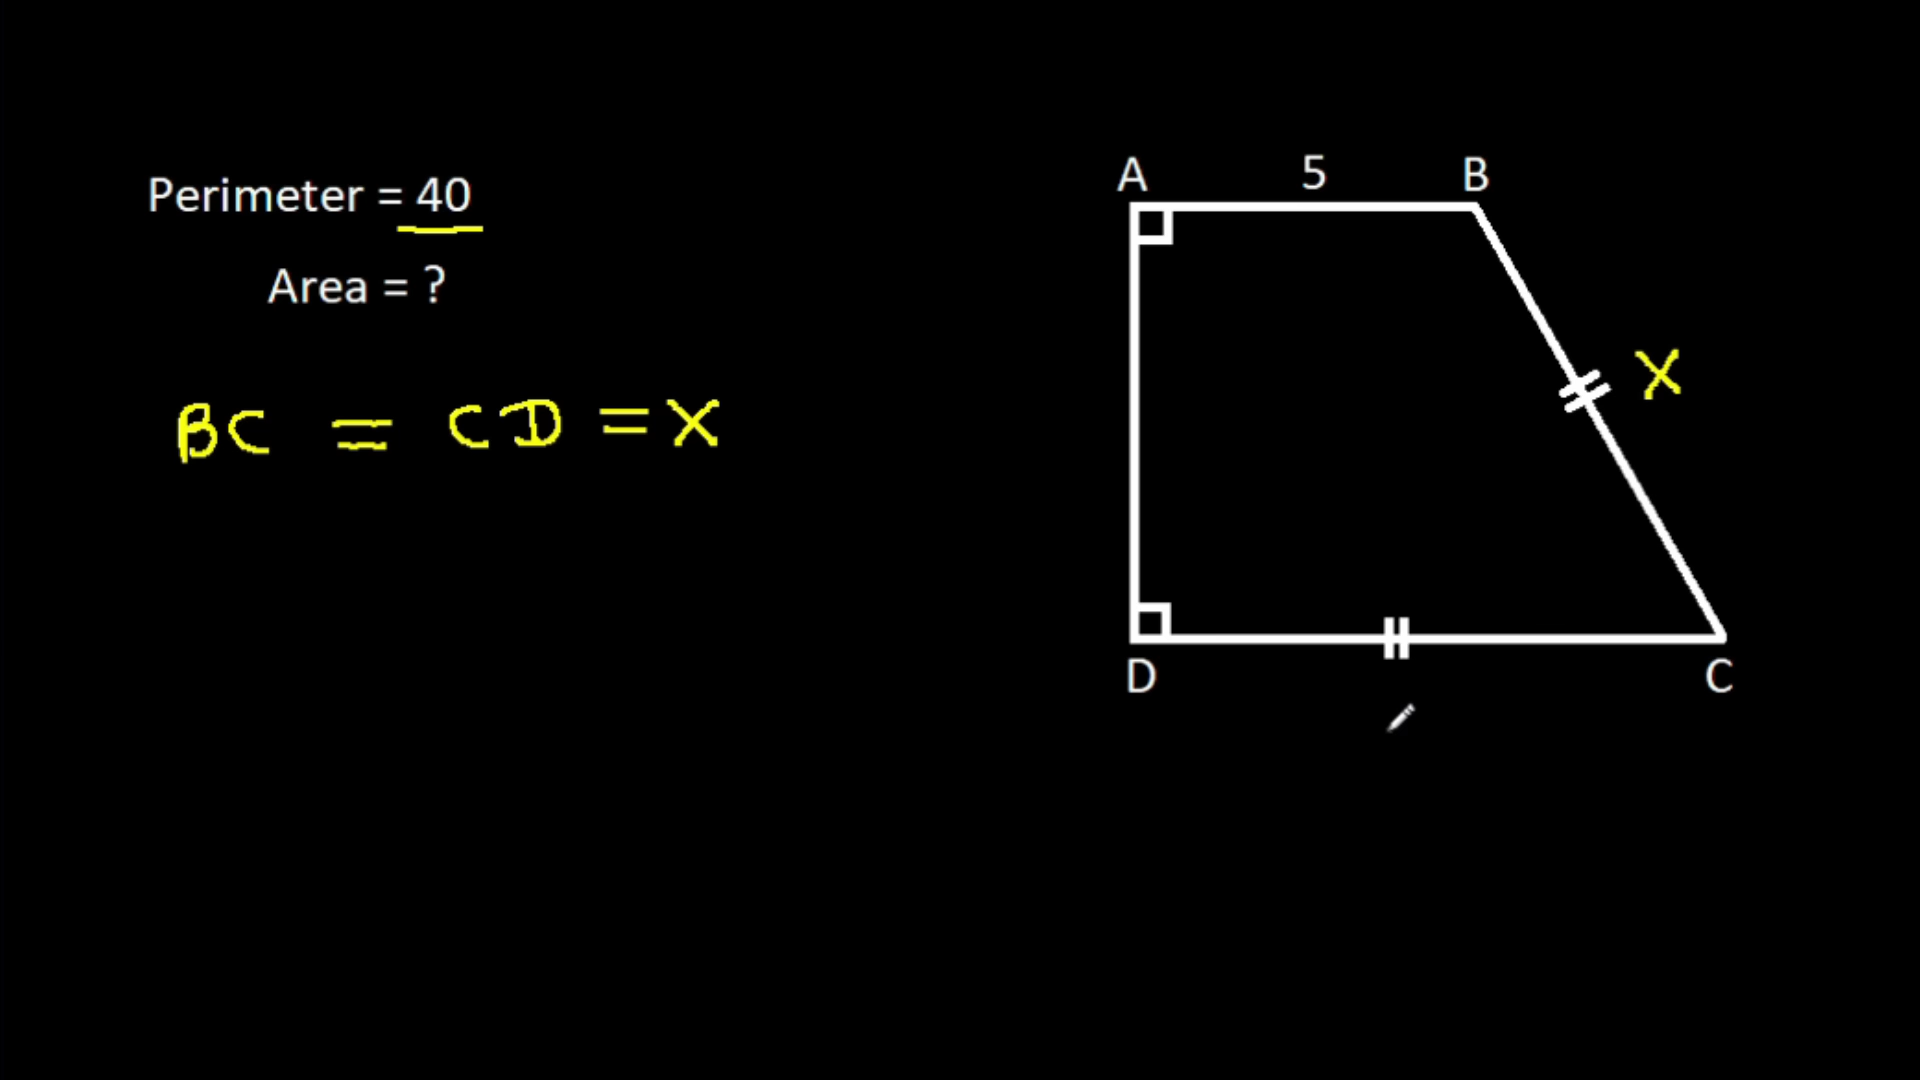 Perimeter = 40
Area = ?
BC = CD = X
A 5 B
X
D C